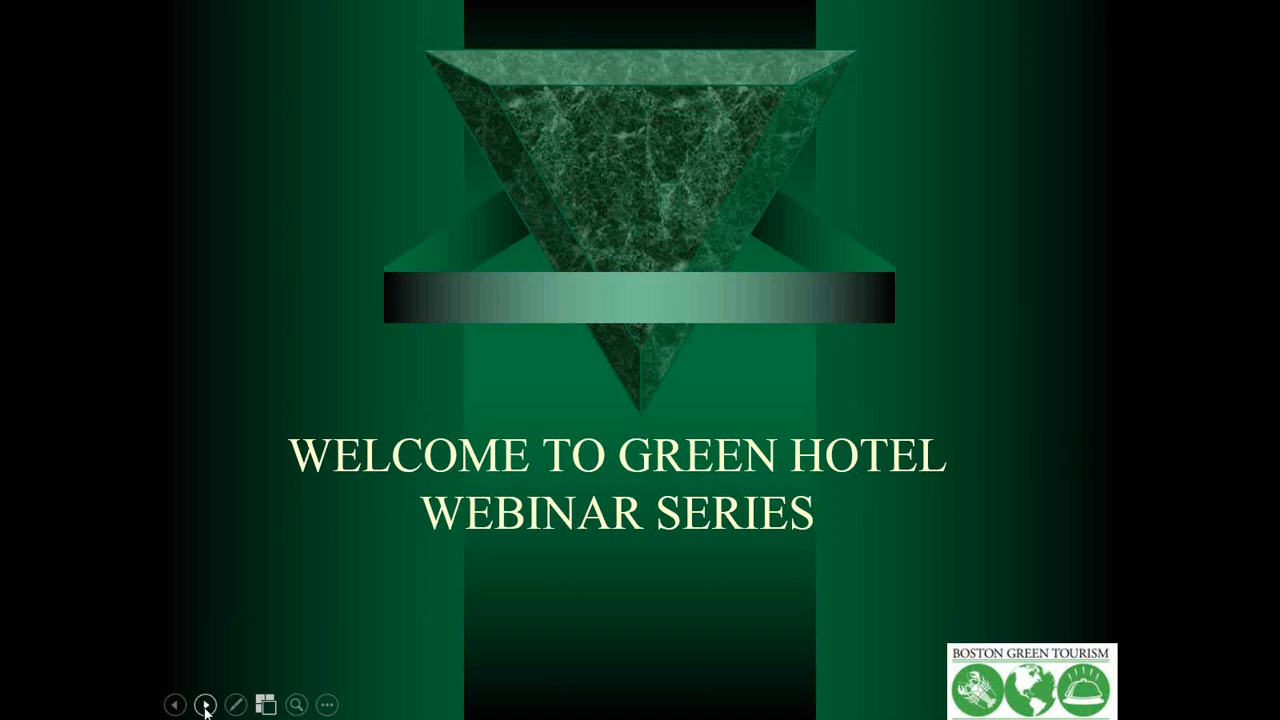 WELCOME TO GREEN HOTEL
WEBINAR SERIES
BOSTON GREEN TOURISM